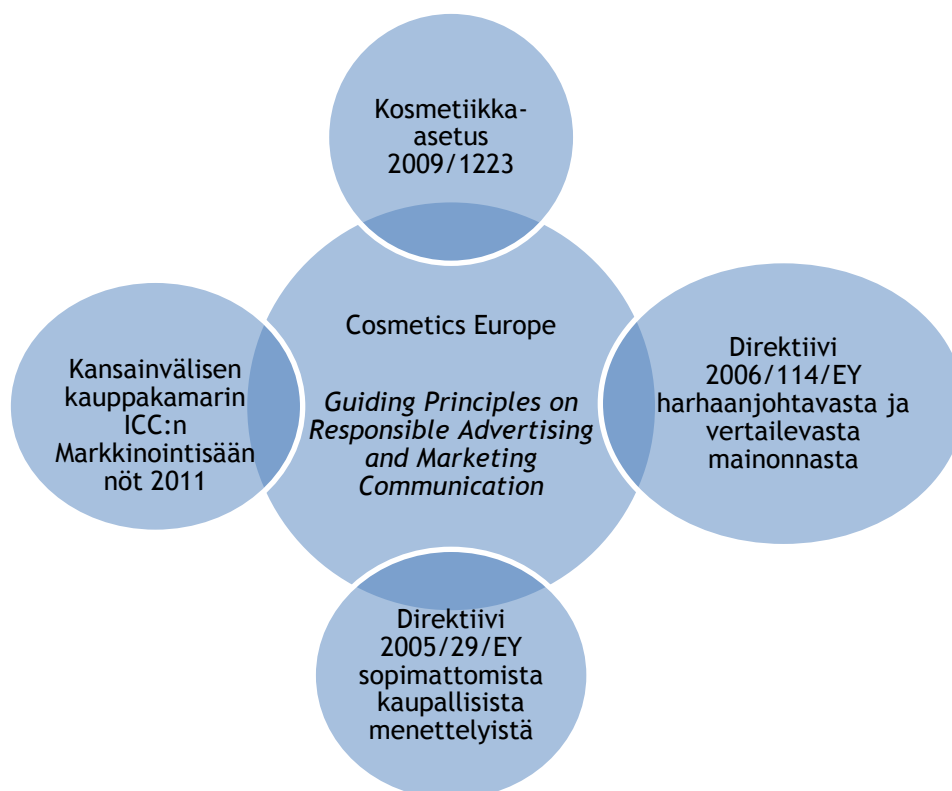 Kosmetiikka-
asetus
2009/1223
Cosmetics Europe
Guiding Principles on
Responsible Advertising
and Marketing
Communication
Kansainvälisen
kauppakamarin
ICC:n
Markkinointisään
nöt 2011
Direktiivi
2006/114/EY
harhaanjohtavasta ja
vertailevasta
mainonnasta
Direktiivi
2005/29/EY
sopimattomista
kaupallisista
menettelyistä